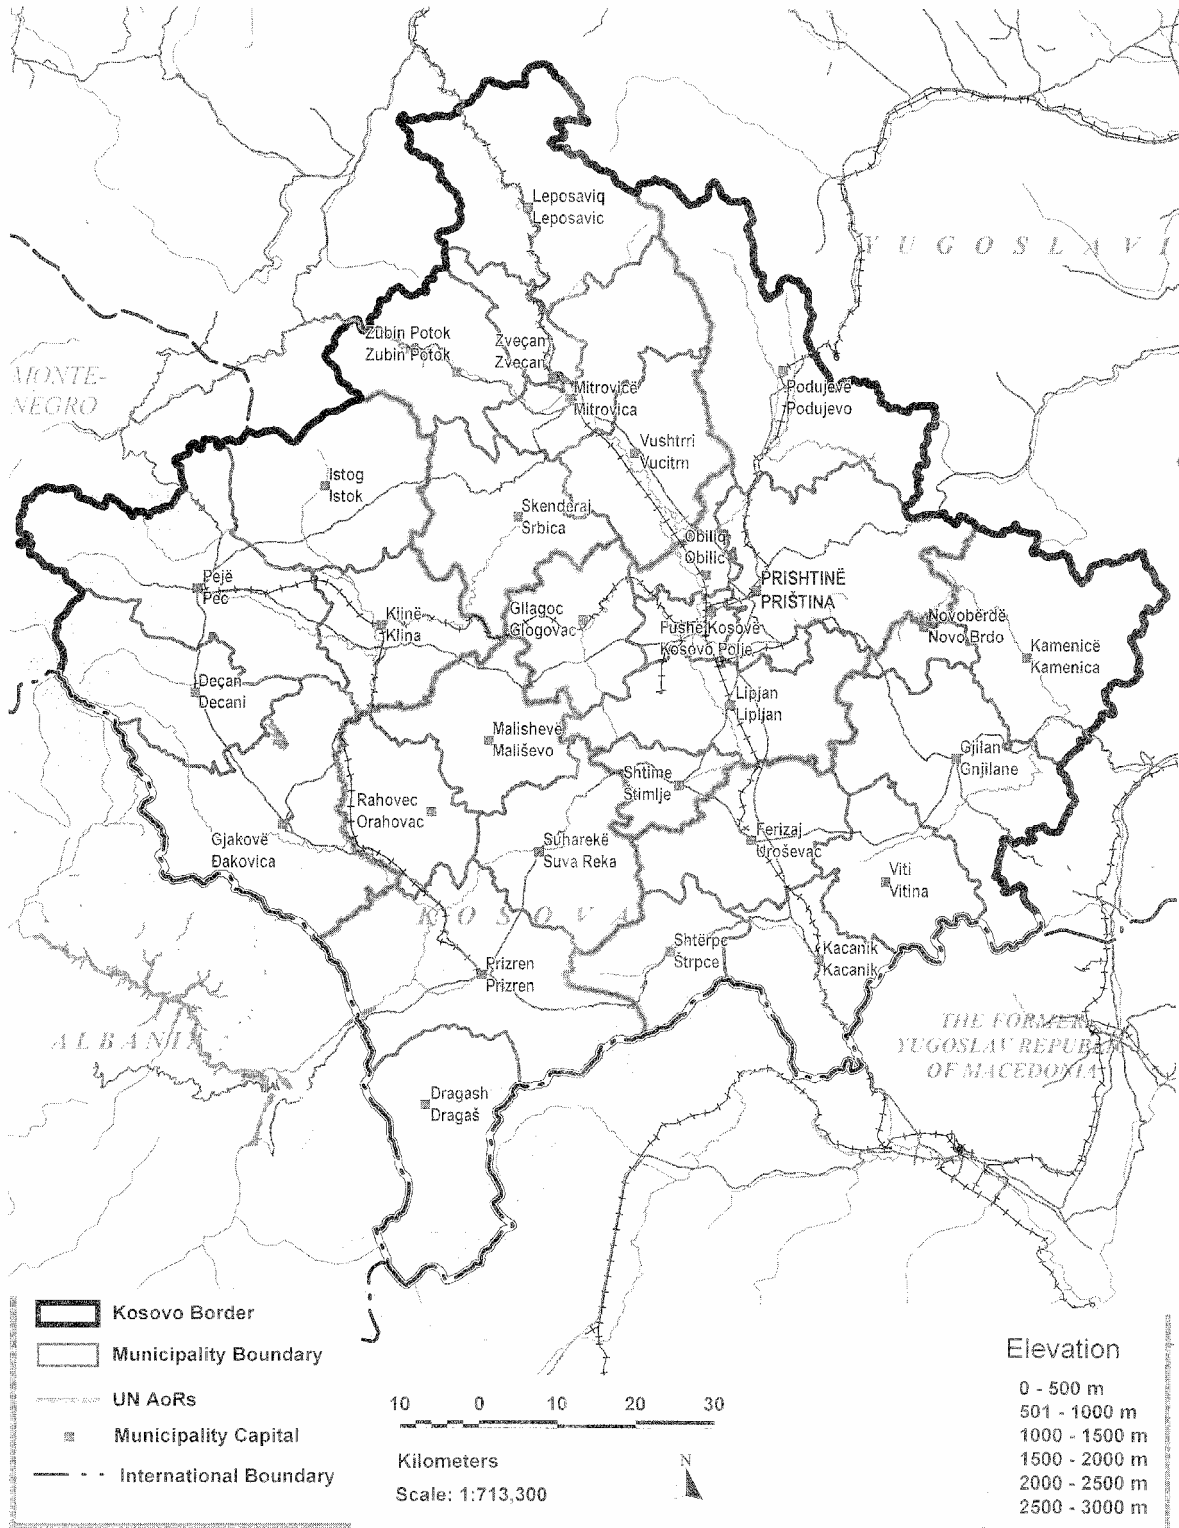 Leposaviq
Leposavic
YUGOSLAVI
Zubin Potok
Zubin Potok
Zveçan
Zvecan
MONTE-
NEGRO
Mitrovicë
Mitrovica
Podujevë
Podujevo
Vushtrri
Vucitrn
Istog
Istok
Skenderaj
Srbica
Obiliq
Obilic
Pejë
Pec
PRISHTINË
PRIŠTINA
Klinë
Klina
Gllagoc
Glogovac
Fushë Kosovë
Kosovo Polje
Novobërdë
Novo Brdo
Kamenicë
Kamenica
Deçan
Decani
Lipjan
Lipljan
Malishevë
Mališevo
Gjilan
Gnjilane
Shtime
Štimlje
Rahovec
Orahovac
Gjakovë
Đakovica
Suharekë
Suva Reka
Ferizaj
Uroševac
Viti
Vitina
KOSOVA
Shtërpc
Štrpce
Kacanik
Kacanik
Prizren
Prizren
ALBANIA
THE FORMER
YUGOSLAV REPUBLIC
OF MACEDONIA
Dragash
Dragaš
Kosovo Border
Municipality Boundary
UN AoRs
Municipality Capital
International Boundary
10 0 10 20 30
Kilometers
Scale: 1:713,300
N
Elevation
0 - 500 m
501 - 1000 m
1000 - 1500 m
1500 - 2000 m
2000 - 2500 m
2500 - 3000 m